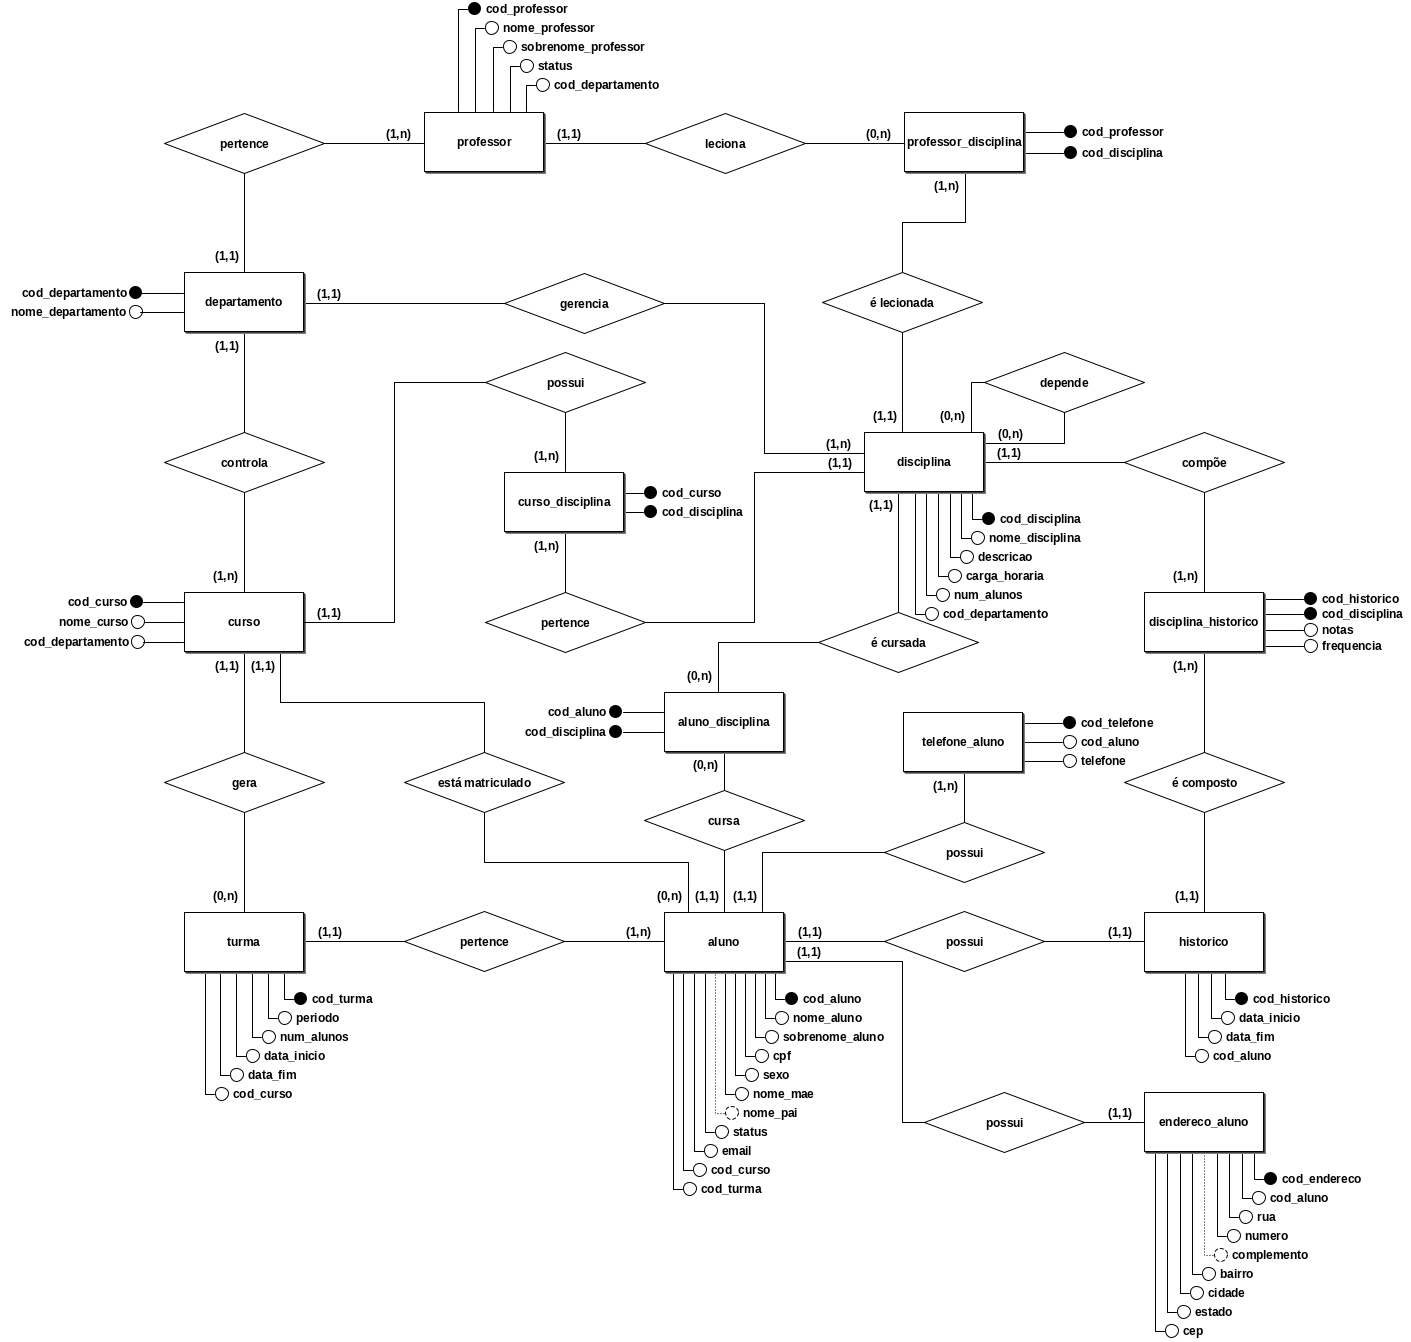 cod_professor
nome_professor
sobrenome_professor
status
cod_departamento
pertence
(1,n)
professor
(1,1)
leciona
(0,n)
professor_disciplina
cod_professor
cod_disciplina
(1,n)
(1,1)
cod_departamento
nome_departamento
departamento
(1,1)
gerencia
é lecionada
(1,1)
possui
depende
(1,1)
(0,n)
(0,n)
(1,n)
(1,1)
(1,1)
controla
(1,n)
disciplina
compõe
curso_disciplina
cod_curso
cod_disciplina
(1,n)
(1,1)
cod_disciplina
nome_disciplina
descricao
carga_horaria
num_alunos
cod_departamento
(1,n)
(1,n)
cod_curso
nome_curso
cod_departamento
curso
(1,1)
pertence
é cursada
disciplina_historico
cod_historico
cod_disciplina
notas
frequencia
(1,1)
(1,1)
(0,n)
(1,n)
cod_aluno
cod_disciplina
aluno_disciplina
telefone_aluno
cod_telefone
cod_aluno
telefone
(0,n)
(1,n)
gera
está matriculado
cursa
possui
é composto
(0,n)
(0,n)
(1,1)
(1,1)
(1,1)
turma
(1,1)
pertence
(1,n)
aluno
(1,1)
(1,1)
possui
(1,1)
historico
cod_turma
periodo
num_alunos
data_inicio
data_fim
cod_curso
cod_aluno
nome_aluno
sobrenome_aluno
cpf
sexo
nome_mae
nome_pai
status
email
cod_curso
cod_turma
cod_historico
data_inicio
data_fim
cod_aluno
possui
(1,1)
endereco_aluno
cod_endereco
cod_aluno
rua
numero
complemento
bairro
cidade
estado
cep